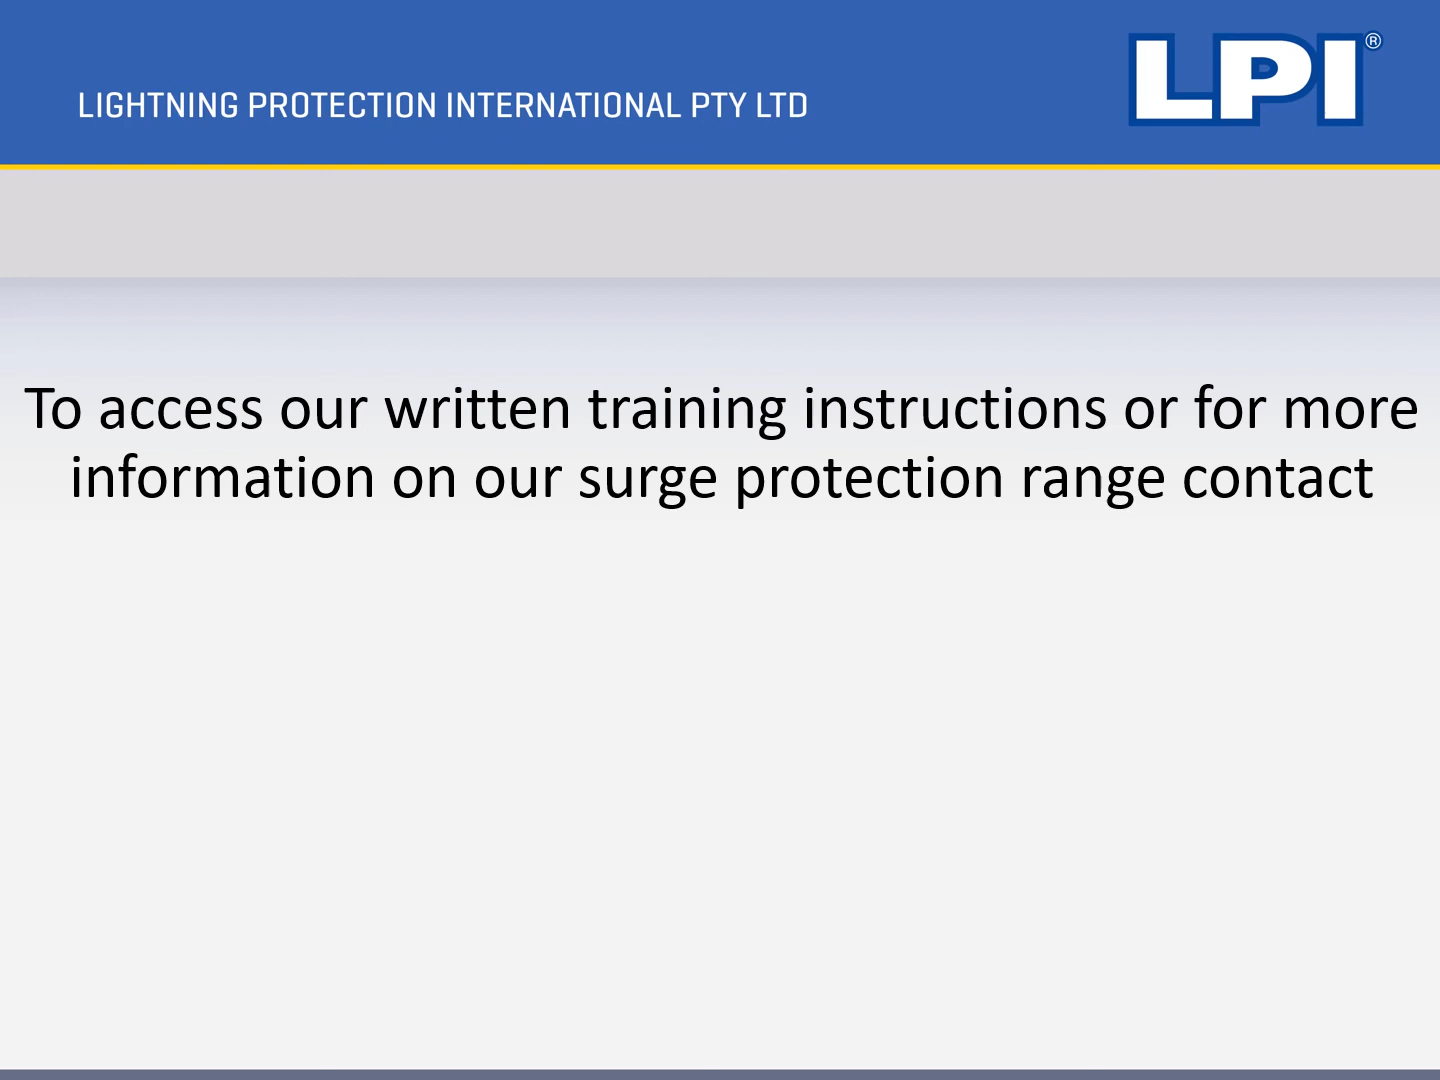 LIGHTNING PROTECTION INTERNATIONAL PTY LTD
LPI®
To access our written training instructions or for more
information on our surge protection range contact